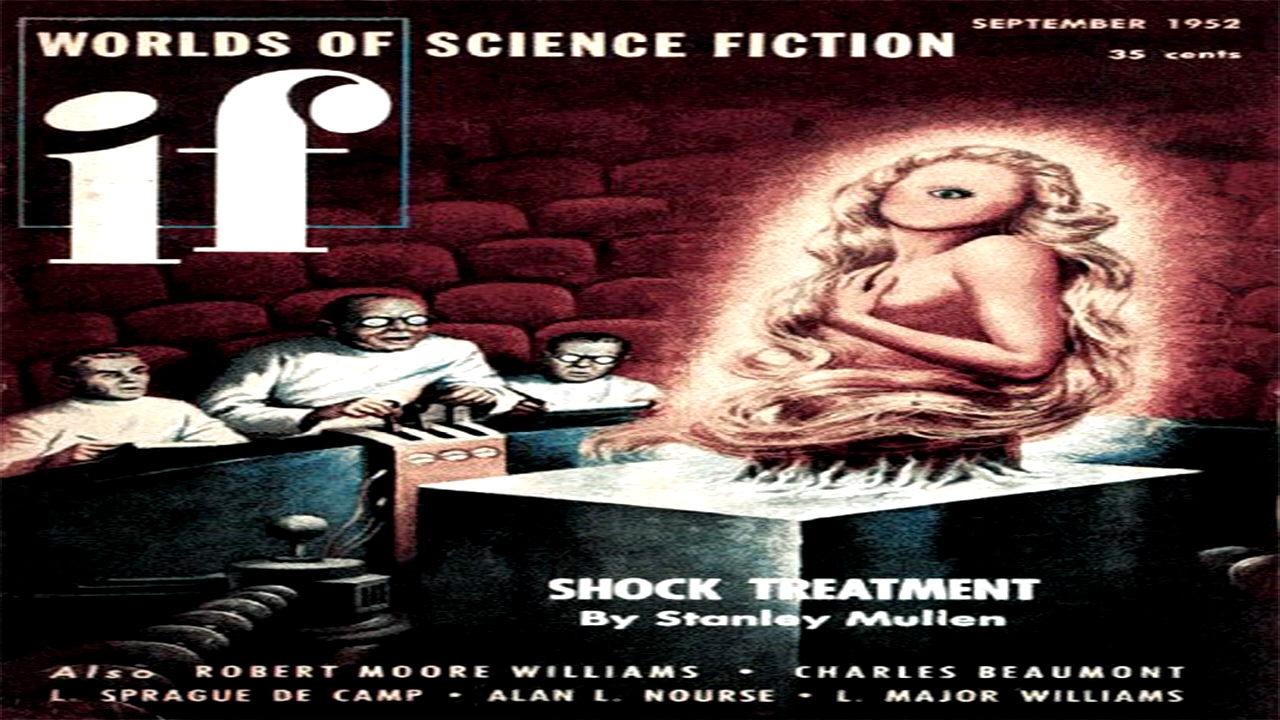 WORLDS OF SCIENCE FICTION
SEPTEMBER 1952
35 cents
if
SHOCK TREATMENT
By Stanley Mullen
Also ROBERT MOORE WILLIAMS • CHARLES BEAUMONT
L. SPRAGUE DE CAMP • ALAN L. NOURSE • L. MAJOR WILLIAMS